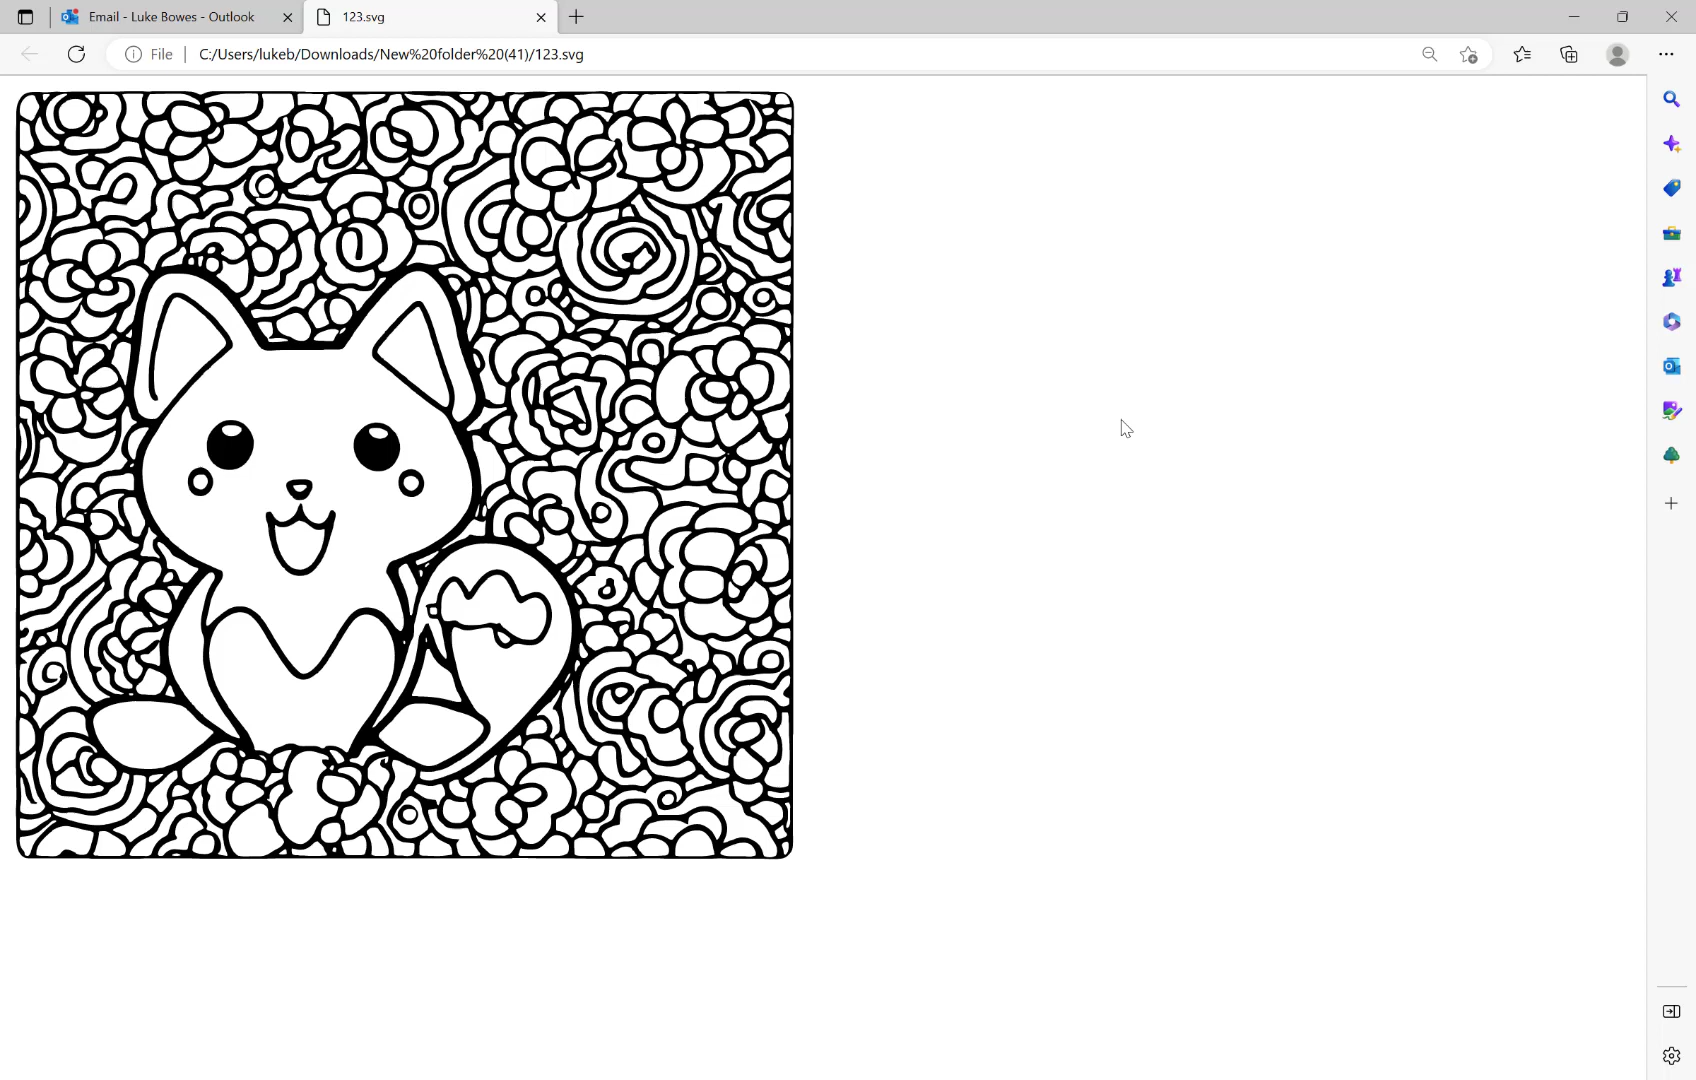 Email - Luke Bowes - Outlook
123.svg
File
C:/Users/lukeb/Downloads/New%20folder%20(41)/123.svg